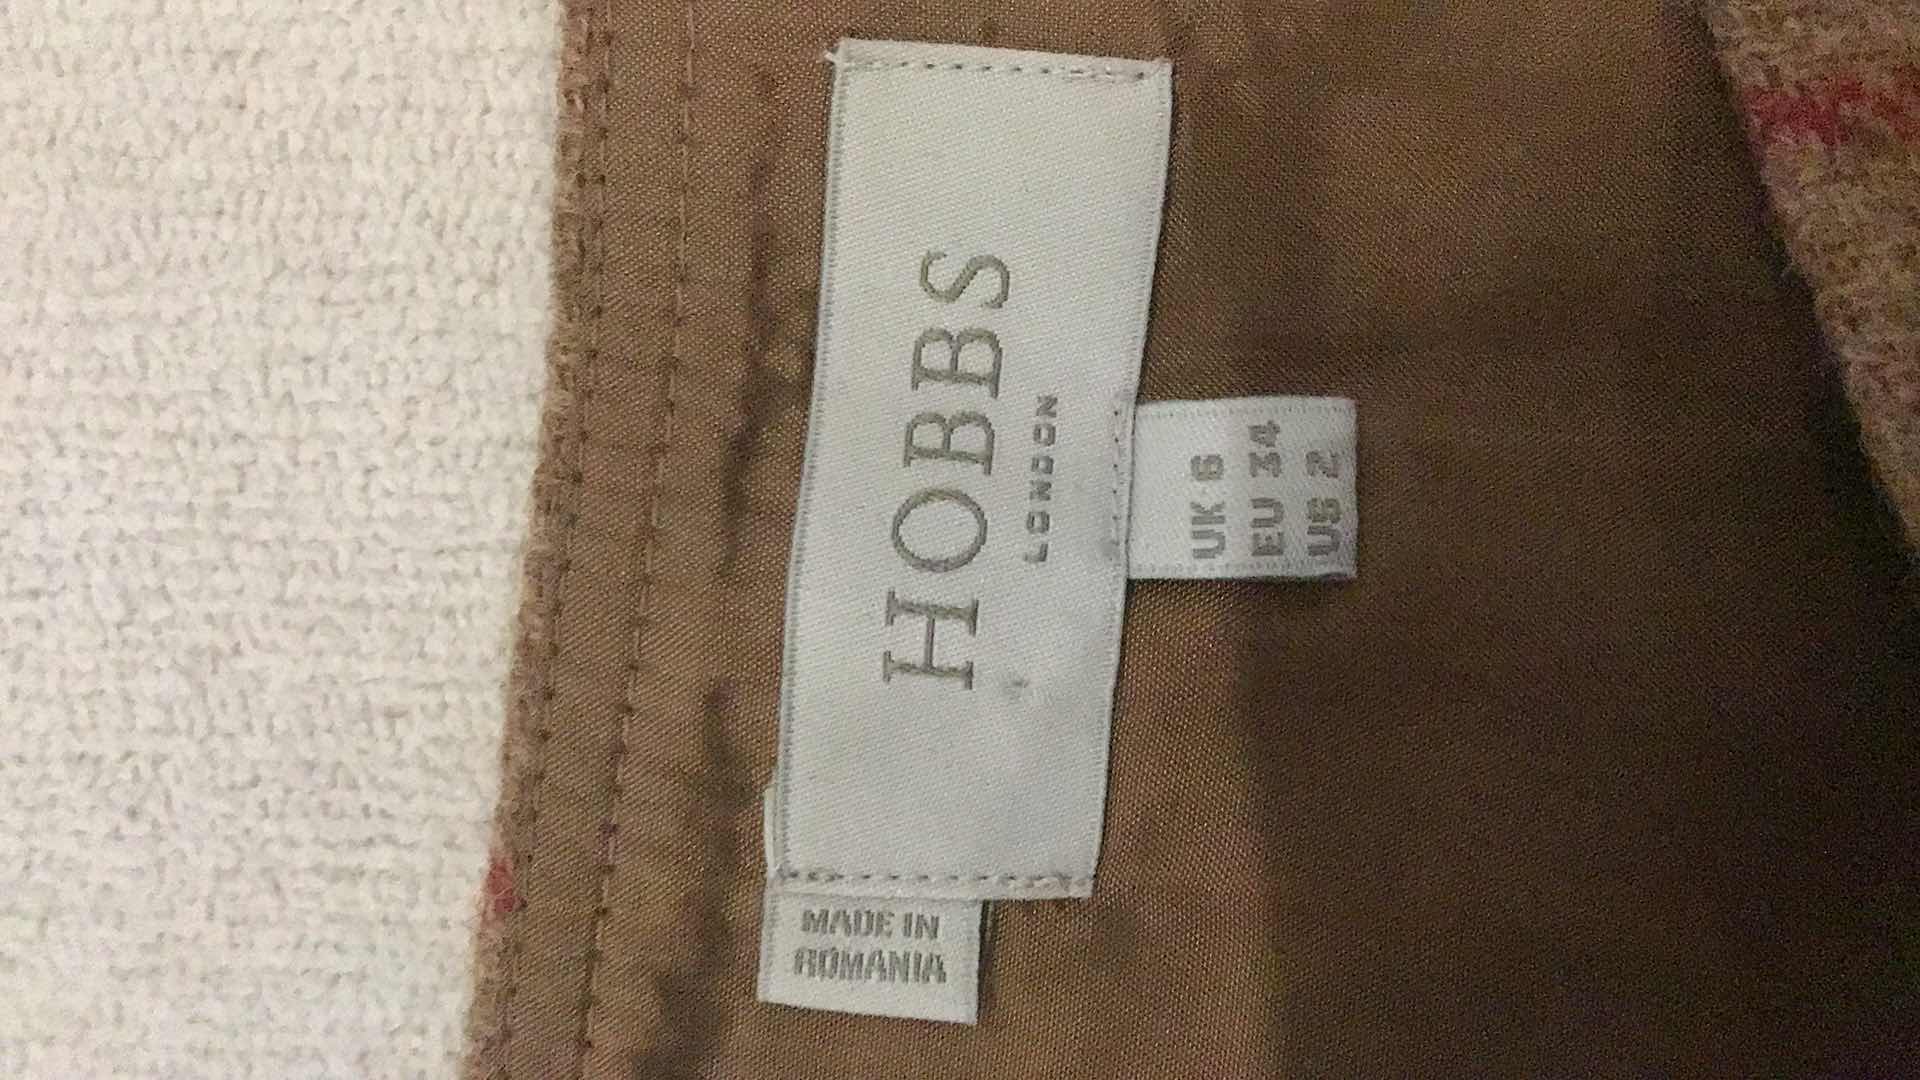 HOBBS
LONDON
UK 6
EU 34
US 2
MADE IN
ROMANIA